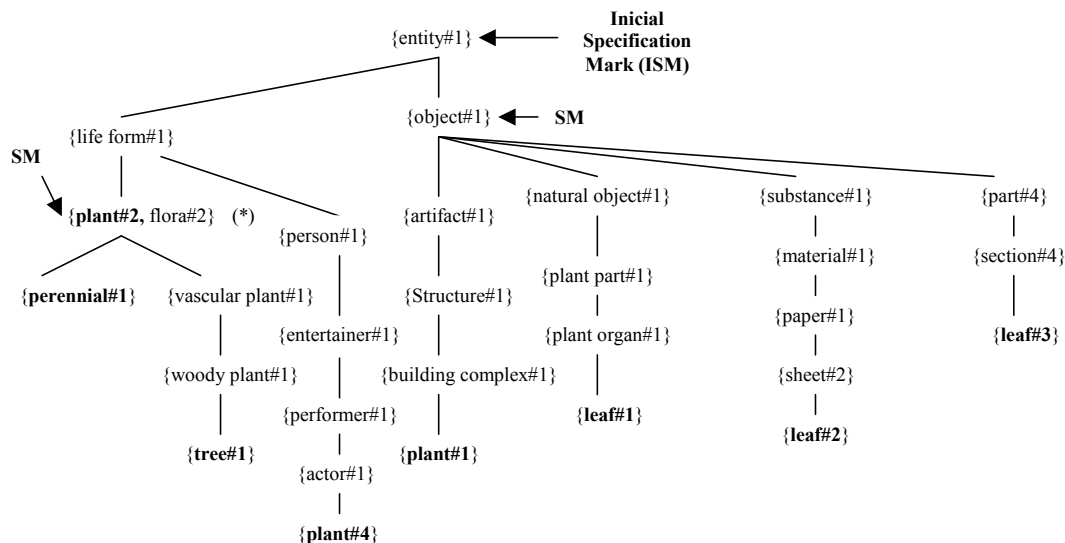 {entity#1}
Inicial
Specification
Mark (ISM)
{object#1}
SM
{life form#1}
SM
{plant#2, flora#2} (*)
{person#1}
{artifact#1}
{natural object#1}
{substance#1}
{part#4}
{perennial#1}
{vascular plant#1}
{entertainer#1}
{Structure#1}
{plant part#1}
{material#1}
{section#4}
{woody plant#1}
{performer#1}
{building complex#1}
{plant organ#1}
{paper#1}
{leaf#3}
{tree#1}
{actor#1}
{plant#1}
{leaf#1}
{sheet#2}
{leaf#2}
{plant#4}